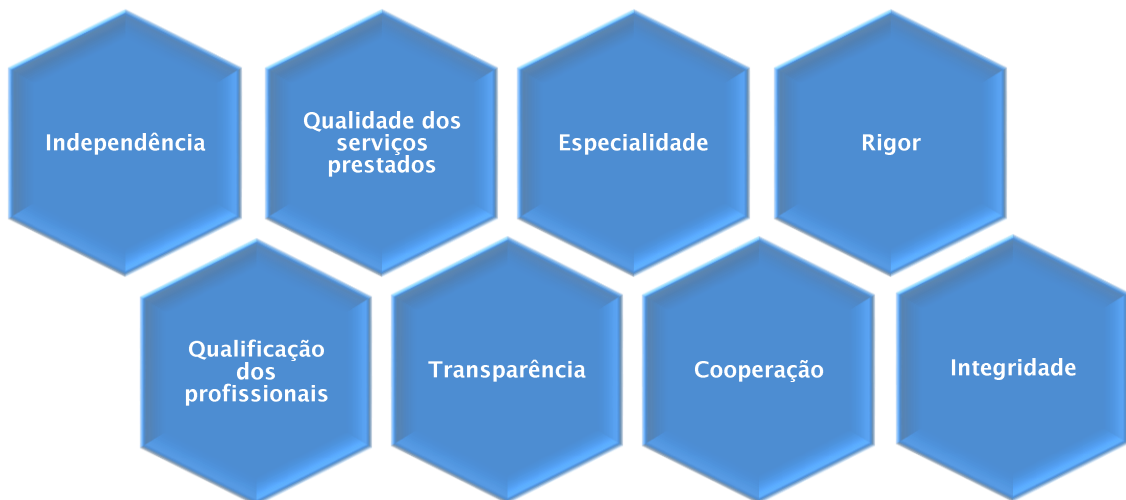 Independência
Qualidade dos
serviços
prestados
Especialidade
Rigor
Qualificação
dos
profissionais
Transparência
Cooperação
Integridade